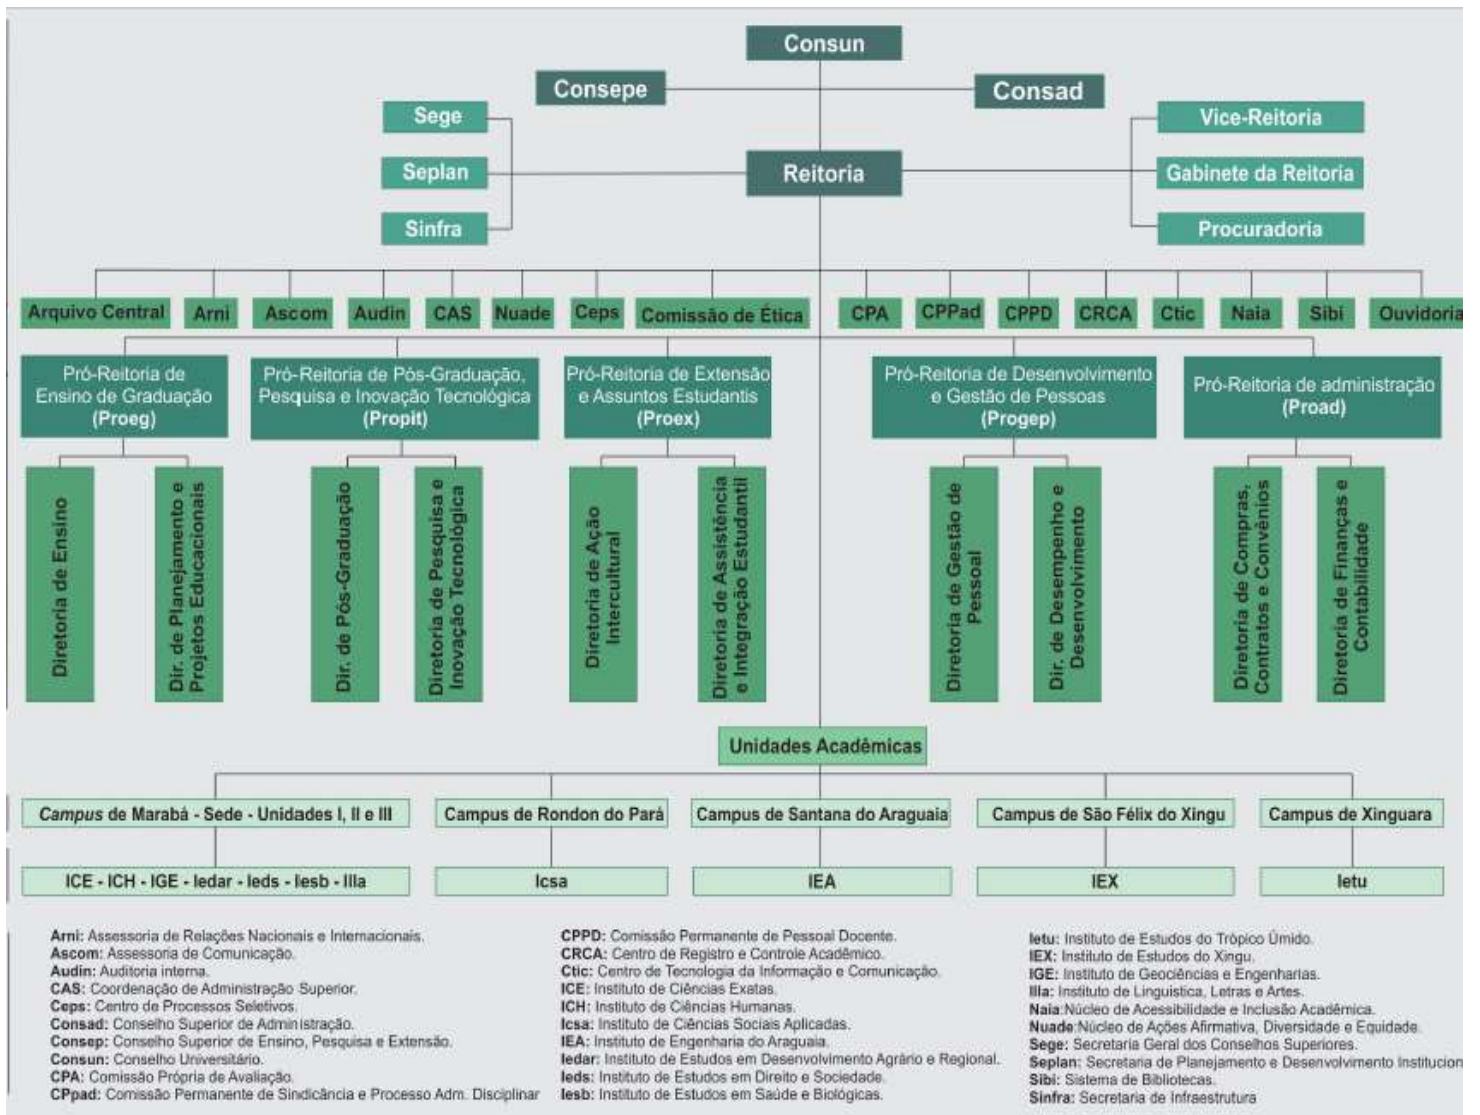 Consun
Consepe
Consad
Sege
Vice-Reitoria
Seplan
Reitoria
Gabinete da Reitoria
Sinfra
Procuradoria
Arquivo Central
Arni
Ascom
Audin
CAS
Nuade
Ceps
Comissão de Ética
CPA
CPPad
CPPD
CRCA
Ctic
Naia
Sibi
Ouvidoria
Pró-Reitoria de
Ensino de Graduação
(Proeg)
Pró-Reitoria de Pós-Graduação,
Pesquisa e Inovação Tecnológica
(Propit)
Pró-Reitoria de Extensão
e Assuntos Estudantis
(Proex)
Pró-Reitoria de Desenvolvimento
e Gestão de Pessoas
(Progep)
Pró-Reitoria de administração
(Proad)
Diretoria de Ensino
Dir. de Planejamento e
Projetos Educacionais
Dir. de Pós-Graduação
Diretoria de Pesquisa e
Inovação Tecnológica
Diretoria de Ação
Intercultural
Diretoria de Assistência
e Integração Estudantil
Diretoria de Gestão de
Pessoal
Dir. de Desempenho e
Desenvolvimento
Diretoria de Compras,
Contratos e Convênios
Diretoria de Finanças e
Contabilidade
Unidades Acadêmicas
Campus de Marabá - Sede - Unidades I, II e III
Campus de Rondon do Pará
Campus de Santana do Araguaia
Campus de São Félix do Xingu
Campus de Xinguara
ICE - ICH - IGE - Iedar - Ieds - Iesb - Illa
Icsa
IEA
IEX
Ietu
Arni: Assessoria de Relações Nacionais e Internacionais.
Ascom: Assessoria de Comunicação.
Audin: Auditoria interna.
CAS: Coordenação de Administração Superior.
Ceps: Centro de Processos Seletivos.
Consad: Conselho Superior de Administração.
Consep: Conselho Superior de Ensino, Pesquisa e Extensão.
Consun: Conselho Universitário.
CPA: Comissão Própria de Avaliação.
CPpad: Comissão Permanente de Sindicância e Processo Adm. Disciplinar
CPPD: Comissão Permanente de Pessoal Docente.
CRCA: Centro de Registro e Controle Acadêmico.
Ctic: Centro de Tecnologia da Informação e Comunicação.
ICE: Instituto de Ciências Exatas.
ICH: Instituto de Ciências Humanas.
Icsa: Instituto de Ciências Sociais Aplicadas.
IEA: Instituto de Engenharia do Araguaia.
Iedar: Instituto de Estudos em Desenvolvimento Agrário e Regional.
Ieds: Instituto de Estudos em Direito e Sociedade.
Iesb: Instituto de Estudos em Saúde e Biológicas.
Ietu: Instituto de Estudos do Trópico Úmido.
IEX: Instituto de Estudos do Xingu.
IGE: Instituto de Geociências e Engenharias.
Illa: Instituto de Linguistica, Letras e Artes.
Naia:Núcleo de Acessibilidade e Inclusão Acadêmica.
Nuade:Núcleo de Ações Afirmativa, Diversidade e Equidade.
Sege: Secretaria Geral dos Conselhos Superiores.
Seplan: Secretaria de Planejamento e Desenvolvimento Institucion
Sibi: Sistema de Bibliotecas.
Sinfra: Secretaria de Infraestrutura